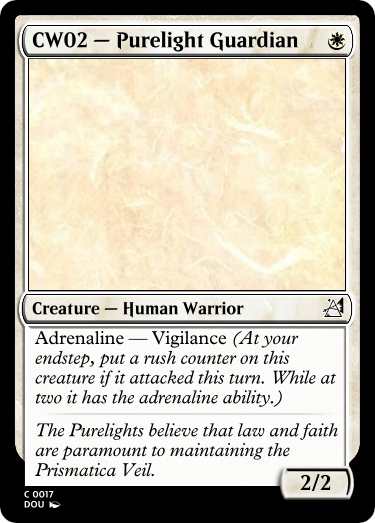 CW02 — Purelight Guardian
Creature — Human Warrior
Adrenaline — Vigilance (At your
endstep, put a rush counter on this
creature if it attacked this turn. While at
two it has the adrenaline ability.)
The Purelights believe that law and faith
are paramount to maintaining the
Prismatica Veil.
2/2
C 0017
DOU